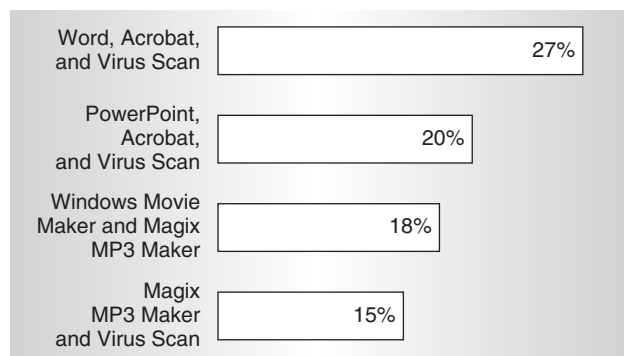 Word, Acrobat,
and Virus Scan
27%
PowerPoint,
Acrobat,
and Virus Scan
20%
Windows Movie
Maker and Magix
MP3 Maker
18%
Magix
MP3 Maker
and Virus Scan
15%